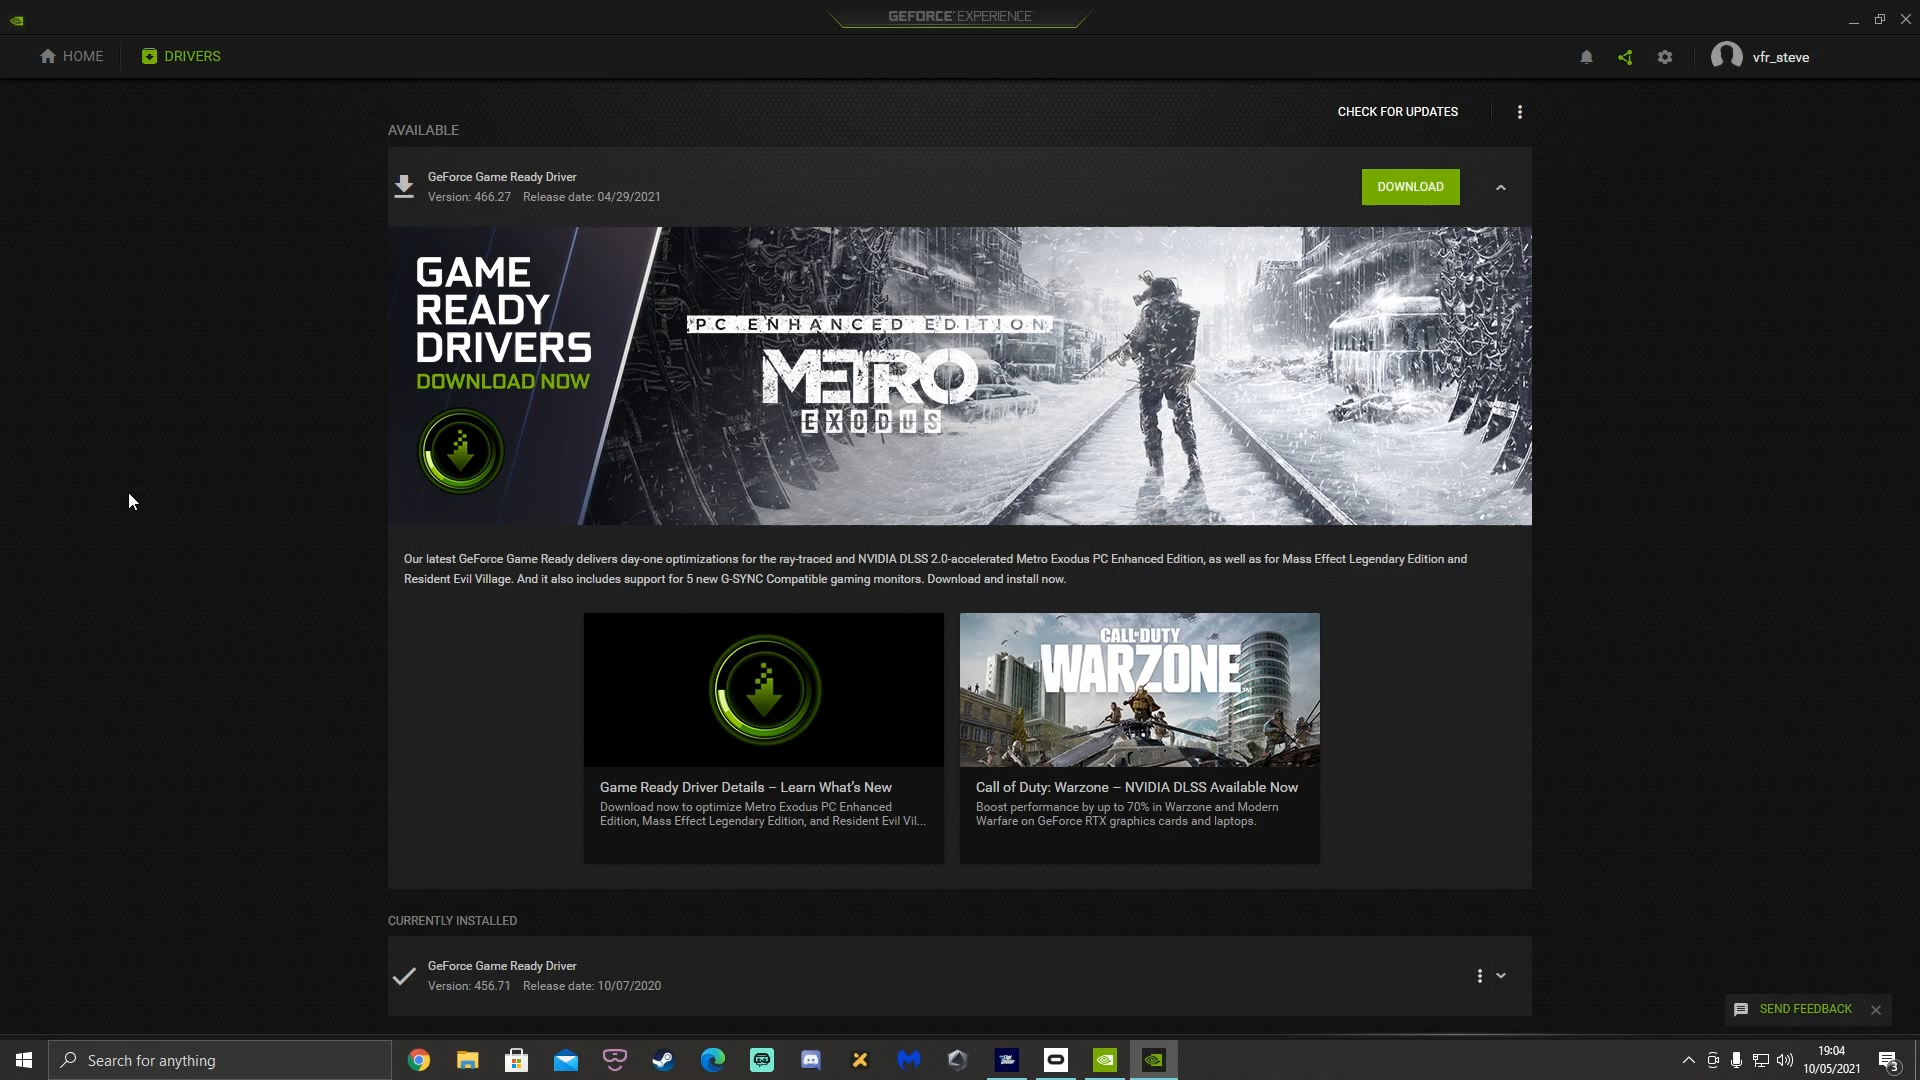 GEFORCE EXPERIENCE
HOME
DRIVERS
vfr_steve
CHECK FOR UPDATES
AVAILABLE
GeForce Game Ready Driver
Version: 466.27 Release date: 04/29/2021
DOWNLOAD
GAME
READY
DRIVERS
DOWNLOAD NOW
PC ENHANCED EDITION
METRO
EXODUS
Our latest GeForce Game Ready delivers day-one optimizations for the ray-traced and NVIDIA DLSS 2.0-accelerated Metro Exodus PC Enhanced Edition, as well as for Mass Effect Legendary Edition and
Resident Evil Village. And it also includes support for 5 new G-SYNC Compatible gaming monitors. Download and install now.
CALL OF DUTY
WARZONE
Game Ready Driver Details – Learn What's New
Download now to optimize Metro Exodus PC Enhanced
Edition, Mass Effect Legendary Edition, and Resident Evil Vil...
Call of Duty: Warzone – NVIDIA DLSS Available Now
Boost performance by up to 70% in Warzone and Modern
Warfare on GeForce RTX graphics cards and laptops.
CURRENTLY INSTALLED
GeForce Game Ready Driver
Version: 456.71 Release date: 10/07/2020
SEND FEEDBACK
Search for anything
19:04
10/05/2021
3